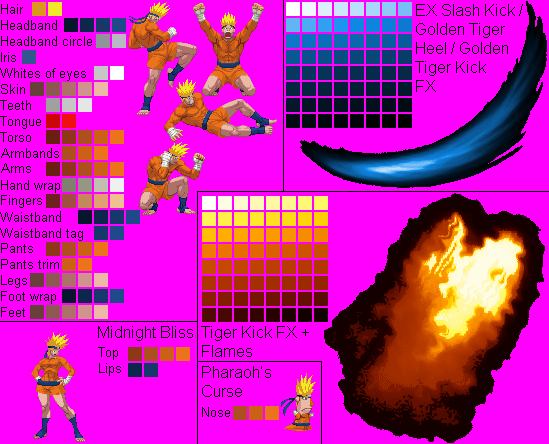 Hair
Headband
Headband circle
Iris
Whites of eyes
Skin
Teeth
Tongue
Torso
Armbands
Arms
Hand wrap
Fingers
Waistband
Waistband tag
Pants
Pants trim
Legs
Foot wrap
Feet
EX Slash Kick /
Golden Tiger
Heel / Golden
Tiger Kick
FX
Midnight Bliss
Top
Lips
Tiger Kick FX +
Flames
Pharaoh's
Curse
Nose